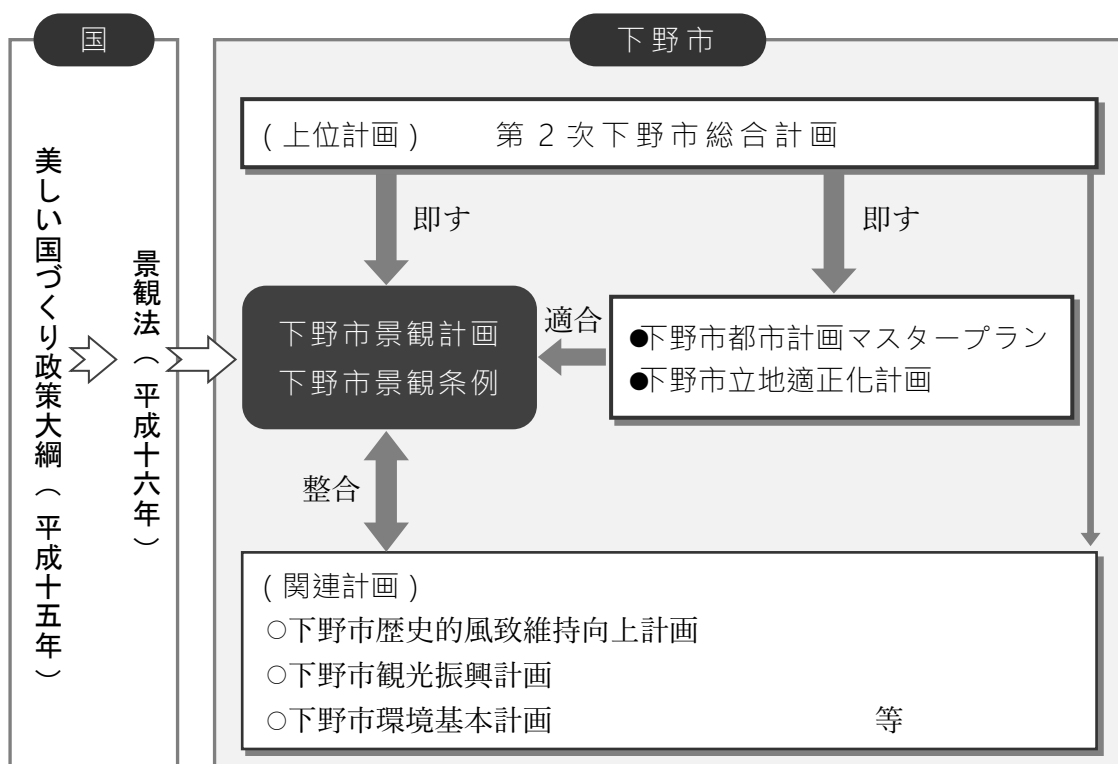 国
下野市
美しい国づくり政策大綱（平成十五年）
景観法（平成十六年）
(上位計画) 第2次下野市総合計画
即す
即す
下野市景観計画
下野市景観条例
適合
●下野市都市計画マスタープラン
●下野市立地適正化計画
整合
(関連計画)
○下野市歴史的風致維持向上計画
○下野市観光振興計画
○下野市環境基本計画 等